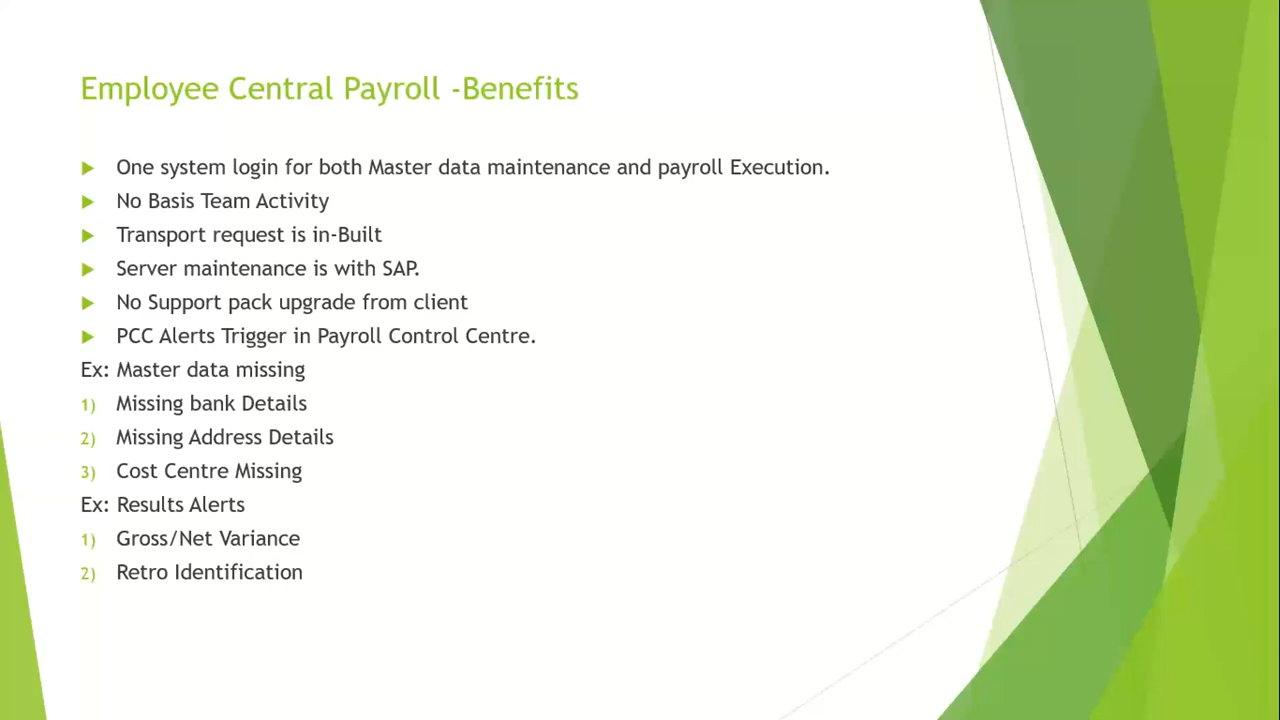 Employee Central Payroll -Benefits
One system login for both Master data maintenance and payroll Execution.
No Basis Team Activity
Transport request is in-Built
Server maintenance is with SAP.
No Support pack upgrade from client
PCC Alerts Trigger in Payroll Control Centre.
Ex: Master data missing
1) Missing bank Details
2) Missing Address Details
3) Cost Centre Missing
Ex: Results Alerts
1) Gross/Net Variance
2) Retro Identification